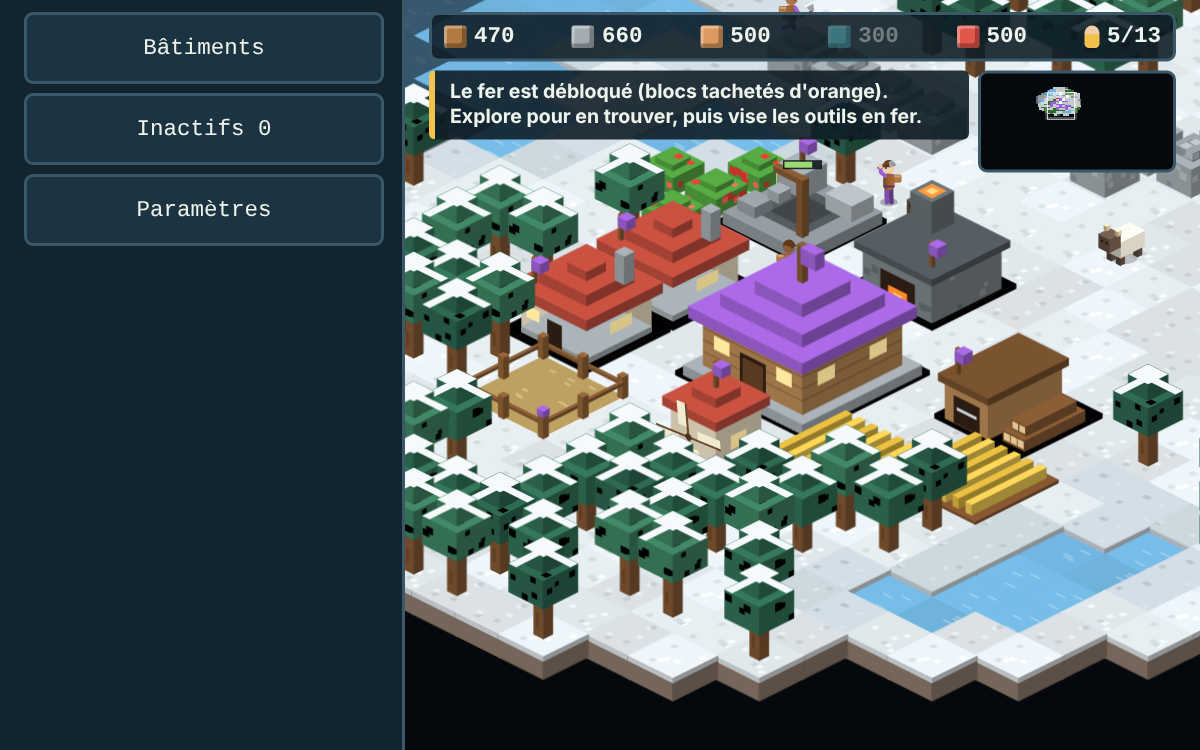 Bâtiments
Inactifs 0
Paramètres
470 660 500 300 500 5/13
Le fer est débloqué (blocs tachetés d'orange).
Explore pour en trouver, puis vise les outils en fer.